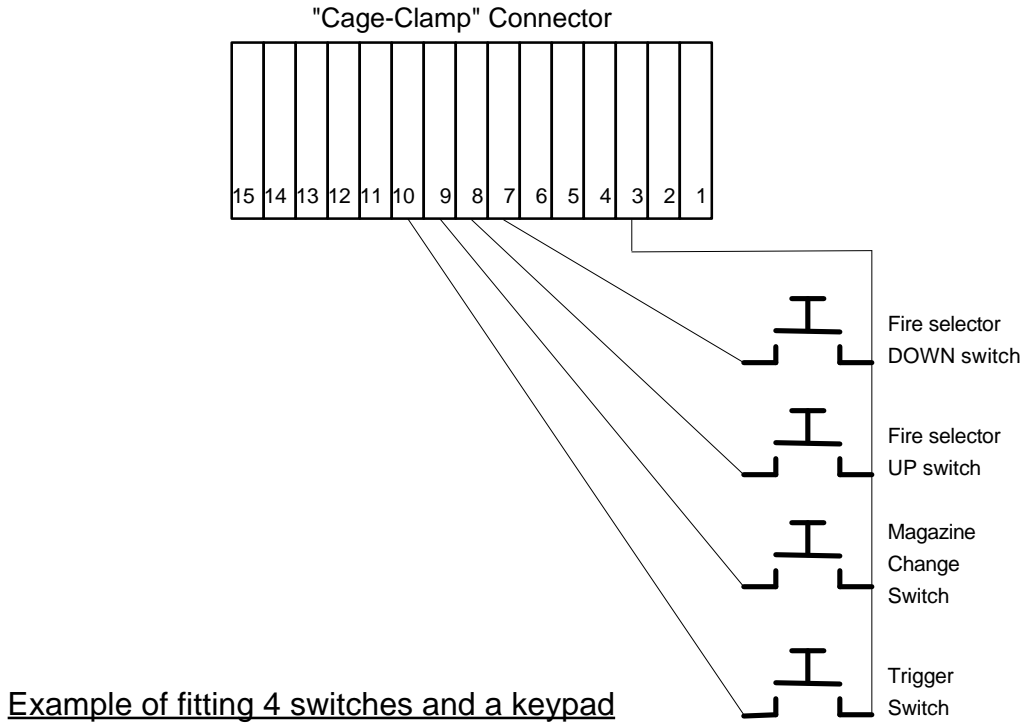 "Cage-Clamp" Connector
15 14 13 12 11 10 9 8 7 6 5 4 3 2 1
Fire selector
DOWN switch
Fire selector
UP switch
Magazine
Change
Switch
Trigger
Switch
Example of fitting 4 switches and a keypad